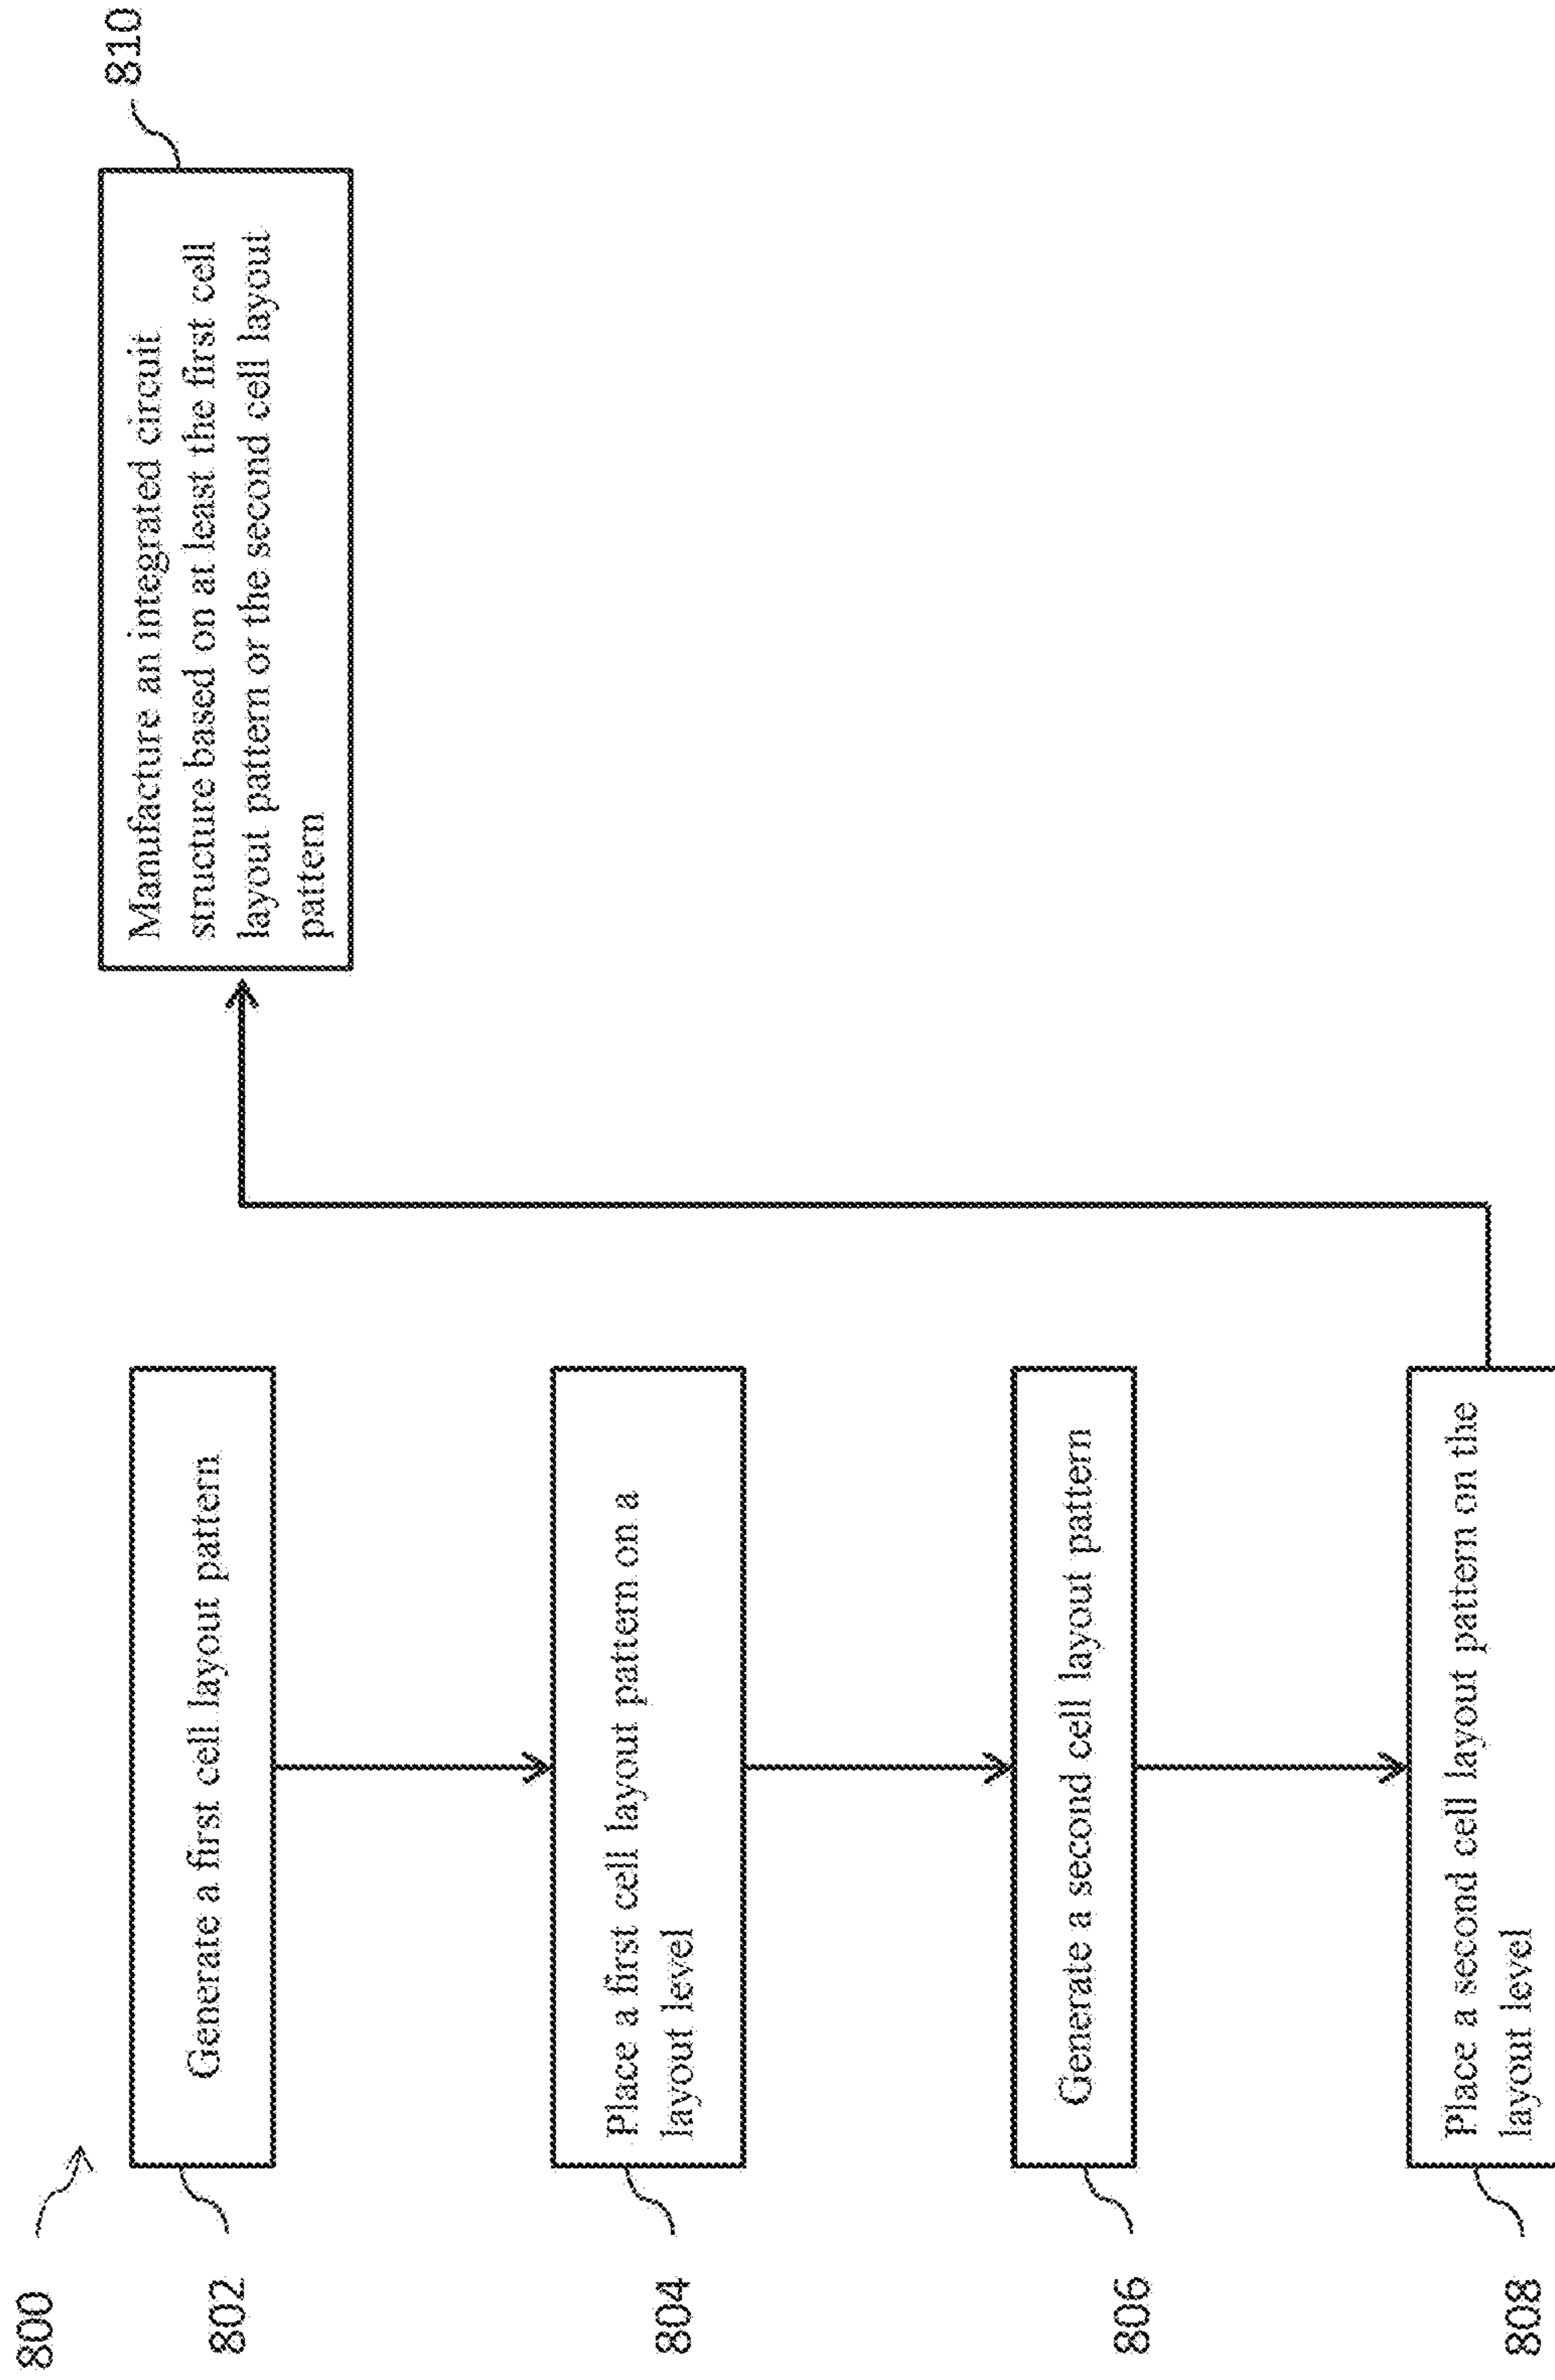 800
802
Generate a first cell layout pattern
804
Place a first cell layout pattern on a
layout level
806
Generate a second cell layout pattern
808
Place a second cell layout pattern on the
layout level
810
Manufacture an integrated circuit
structure based on at least the first cell
layout pattern or the second cell layout
pattern